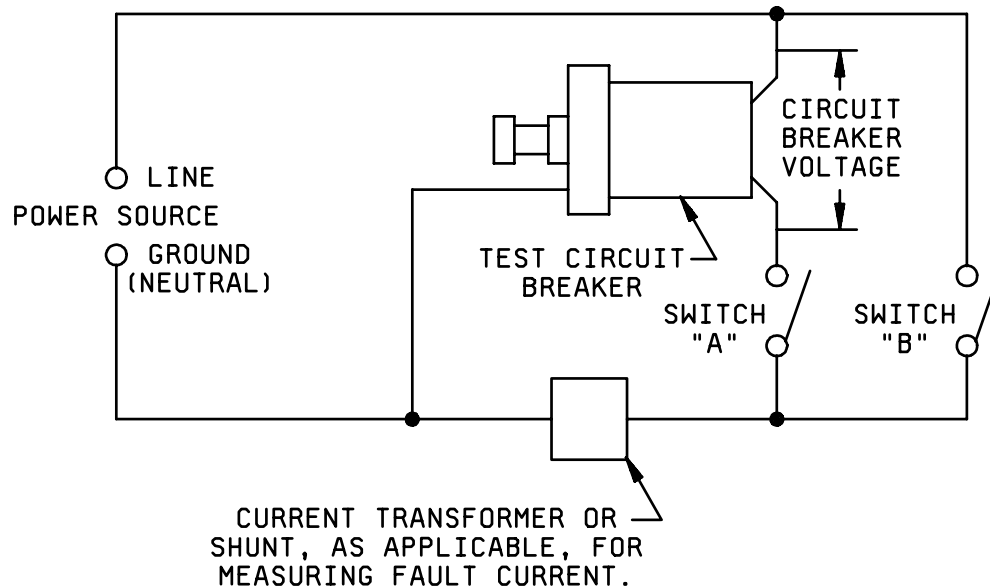 LINE
POWER SOURCE
GROUND
(NEUTRAL)
CIRCUIT
BREAKER
VOLTAGE
TEST CIRCUIT
BREAKER
SWITCH
"A"
SWITCH
"B"
CURRENT TRANSFORMER OR
SHUNT, AS APPLICABLE, FOR
MEASURING FAULT CURRENT.